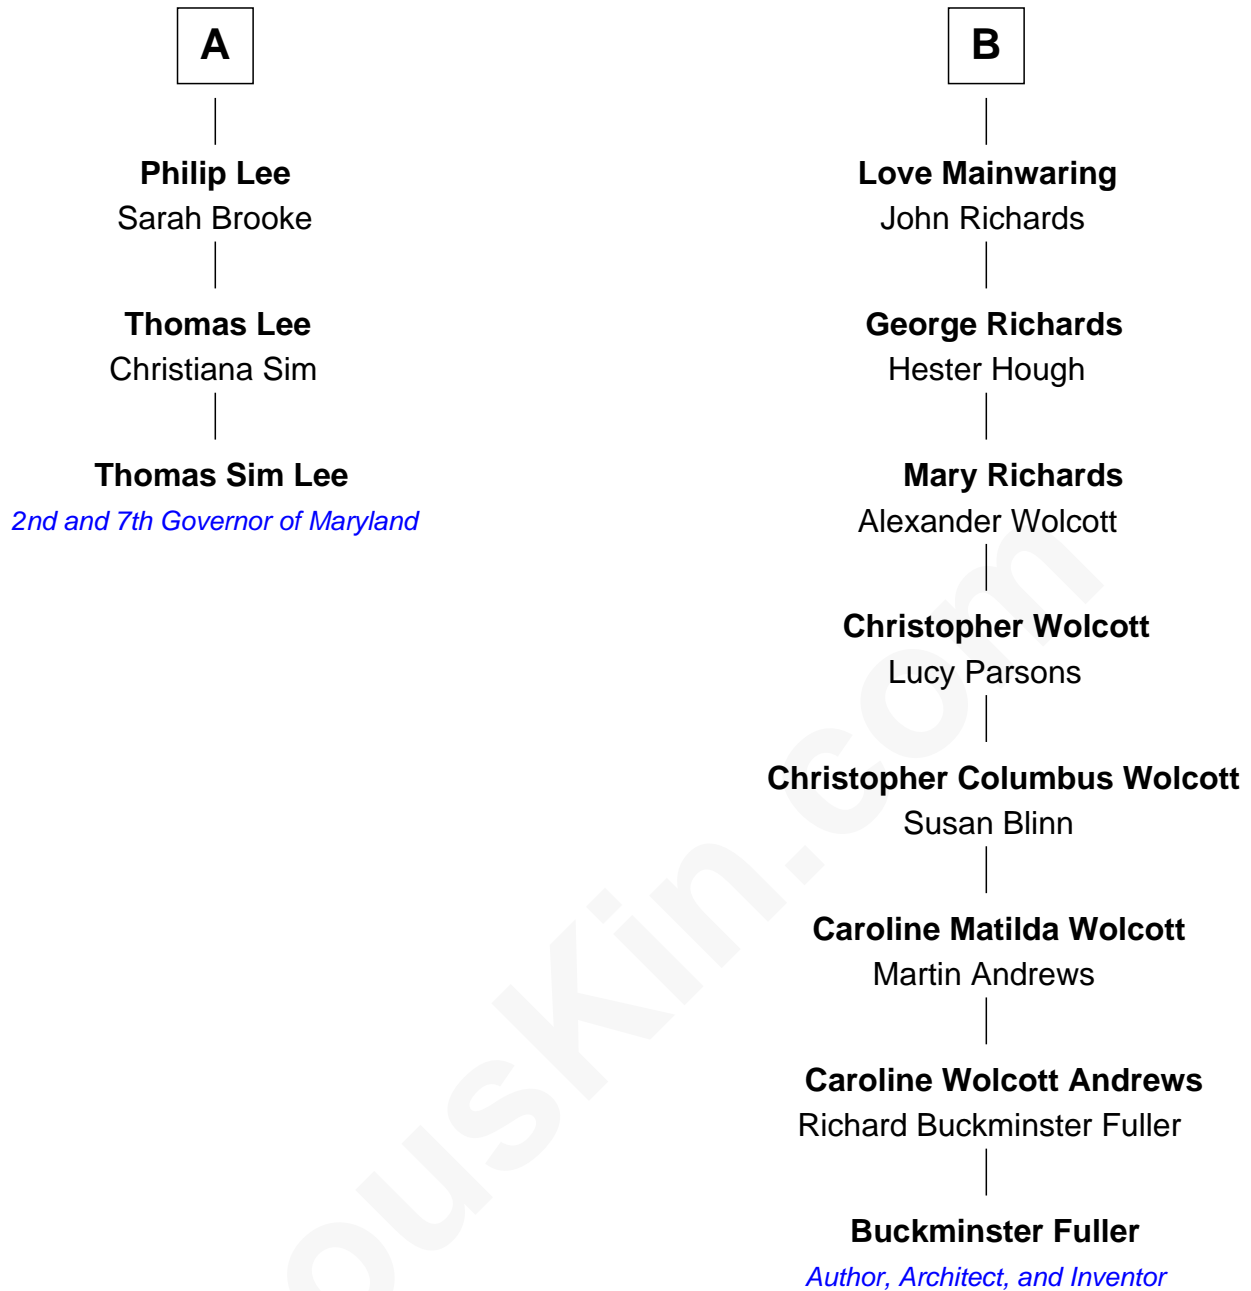 A
Philip Lee
Sarah Brooke
Thomas Lee
Christiana Sim
Thomas Sim Lee
2nd and 7th Governor of Maryland
B
Love Mainwaring
John Richards
George Richards
Hester Hough
Mary Richards
Alexander Wolcott
Christopher Wolcott
Lucy Parsons
Christopher Columbus Wolcott
Susan Blinn
Caroline Matilda Wolcott
Martin Andrews
Caroline Wolcott Andrews
Richard Buckminster Fuller
Buckminster Fuller
Author, Architect, and Inventor
ousKin.com